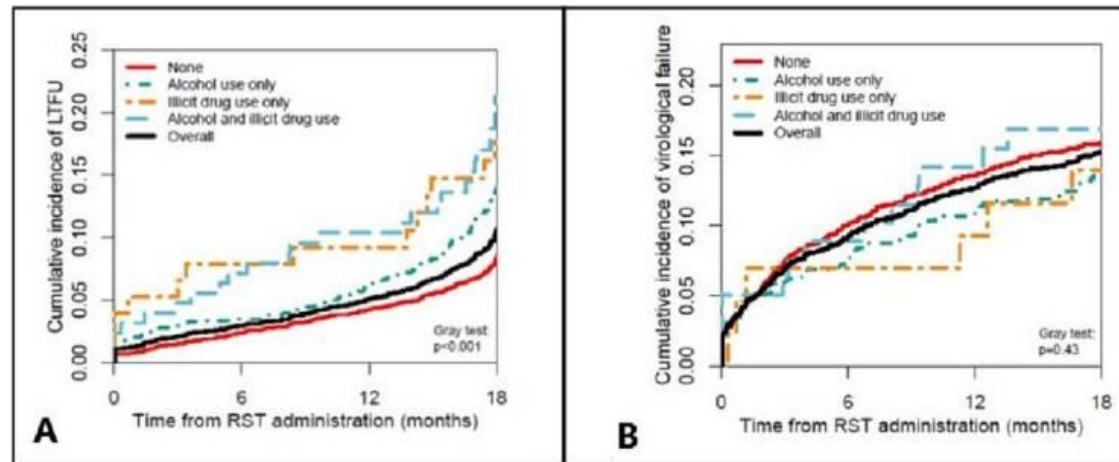 Cumulative incidence of LTFU
0.25
0.20
0.15
0.10
0.05
0.00
None
Alcohol use only
Illicit drug use only
Alcohol and illicit drug use
Overall
Gray test:
p<0.001
0 6 12 18
Time from RST administration (months)
A
Cumulative incidence of virological failure
0.20
0.15
0.10
0.05
0.00
None
Alcohol use only
Illicit drug use only
Alcohol and illicit drug use
Overall
Gray test:
p=0.43
0 6 12 18
Time from RST administration (months)
B